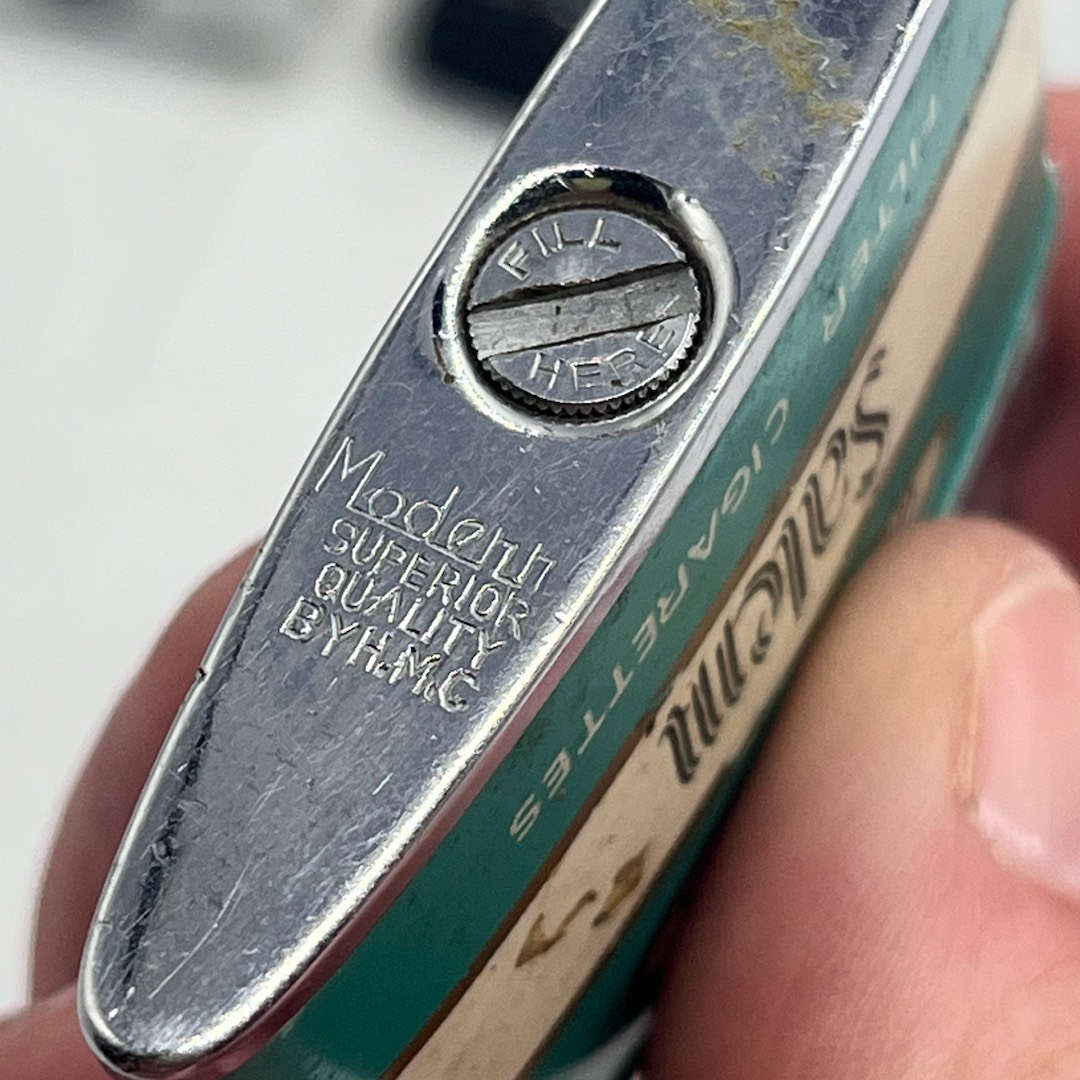 FILL
HERE
Modern
SUPERIOR
QUALITY
BY H.M.C
FILTER CIGARETTES
Salem